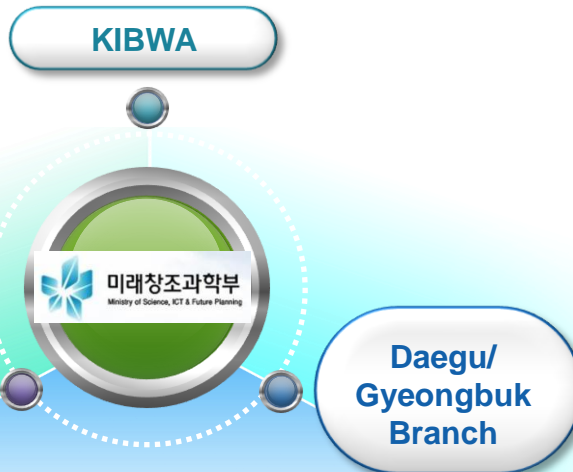 KIBWA
미래창조과학부
Ministry of Science, ICT & Future Planning
Daegu/
Gyeongbuk
Branch